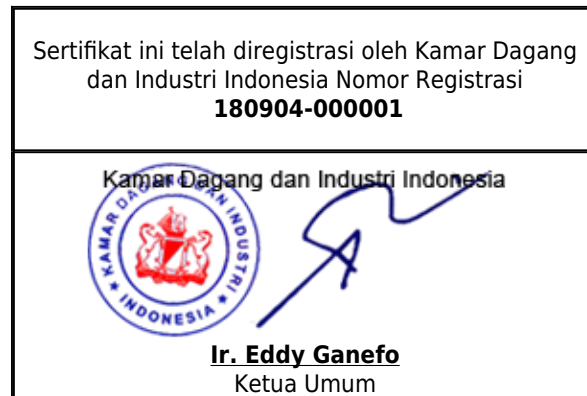 Sertifikat ini telah diregistrasi oleh Kamar Dagang
dan Industri Indonesia Nomor Registrasi
180904-000001
Kamar Dagang dan Industri Indonesia
KAMAR DAGANG DAN INDUSTRI
INDONESIA
Ir. Eddy Ganefo
Ketua Umum